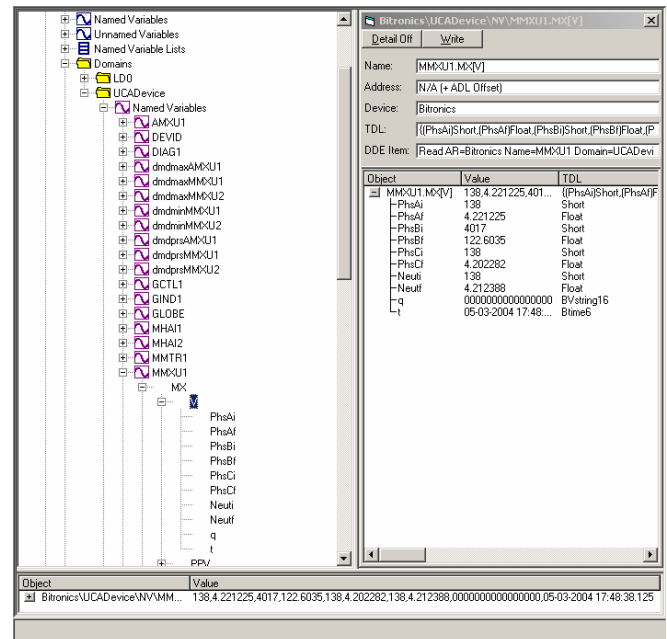 Named Variables
Unnamed Variables
Named Variable Lists
Domains
LD0
UCADevice
Named Variables
AMXU1
DEVID
DIAG1
dmdmaxAMXU1
dmdmaxMMXU1
dmdmaxMMXU2
dmdminMMXU1
dmdminMMXU2
dmdprsAMXU1
dmdprsMMXU1
dmdprsMMXU2
GCTL1
GIND1
GLOBE
MHAI1
MHAI2
MMTR1
MMXU1
MX
V
PhsAi
PhsAf
PhsBi
PhsBf
PhsCi
PhsCf
Neuti
Neutf
q
t
PPV
Bitronics\UCADevice\NV\MMXU1.MX[V]
Detail Off Write
Name: MMXU1.MX[V]
Address: N/A (+ ADL Offset)
Device: Bitronics
TDL: {(PhsAi)Short,(PhsAf)Float,(PhsBi)Short,(PhsBf)Float,(P
DDE Item: Read AR=Bitronics Name=MMXU1 Domain=UCADevi
Object Value TDL
MMXU1.MX[V] 138,4.221225,401... {(PhsAi)Short,(PhsAf)F
PhsAi 138 Short
PhsAf 4.221225 Float
PhsBi 4017 Short
PhsBf 122.6035 Float
PhsCi 138 Short
PhsCf 4.202282 Float
Neuti 138 Short
Neutf 4.212388 Float
q 0000000000000000 BVstring16
t 05-03-2004 17:48:... Btime6
Object Value
Bitronics\UCADevice\NV\MM... 138,4.221225,4017,122.6035,138,4.202282,138,4.212388,0000000000000000,05-03-2004 17:48:38.125